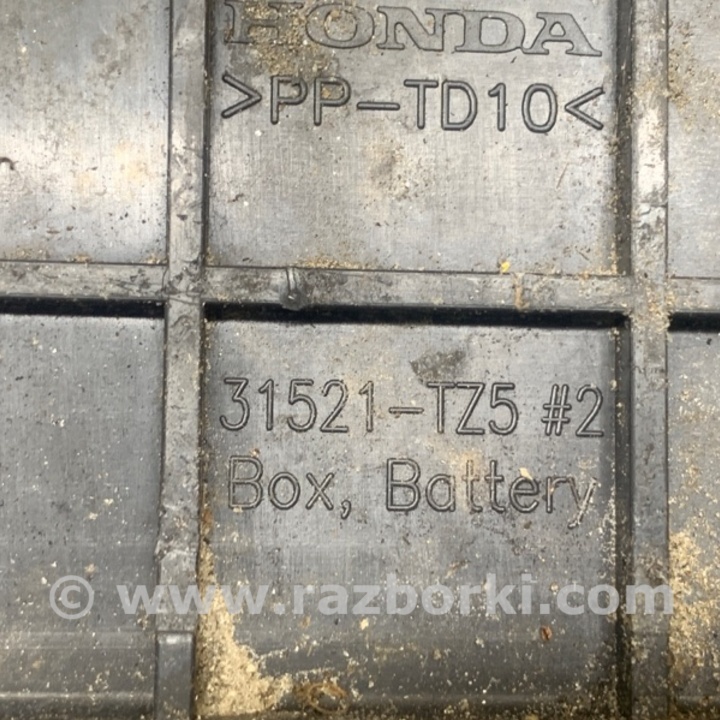 HONDA
>PP-TD10<
31521-TZ5 #2
Box, Battery
© www.razborki.com